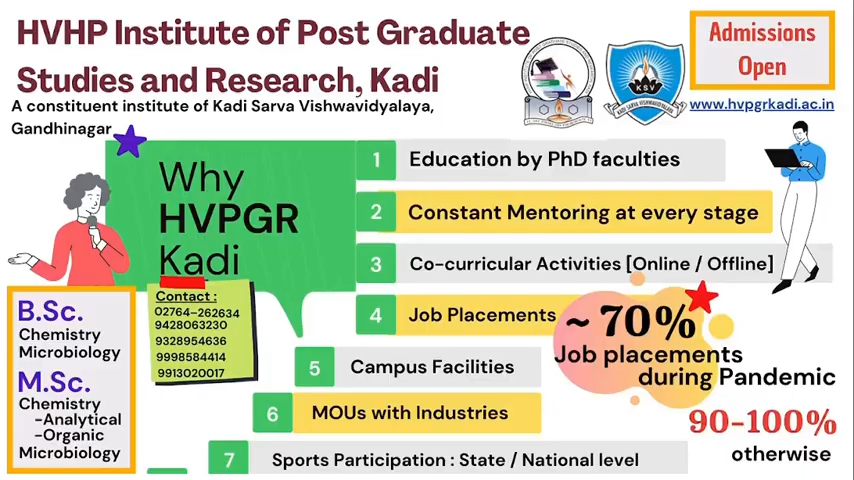 HVHP Institute of Post Graduate
Studies and Research, Kadi
A constituent institute of Kadi Sarva Vishwavidyalaya,
Gandhinagar
KSV
KADI SARVA VISHWAVIDYALAYA
Admissions
Open
www.hvpgrkadi.ac.in
Why
HVPGR
Kadi
Contact :
02764-262634
9428063230
9328954636
9998584414
9913020017
B.Sc.
Chemistry
Microbiology
M.Sc.
Chemistry
-Analytical
-Organic
Microbiology
1 Education by PhD faculties
2 Constant Mentoring at every stage
3 Co-curricular Activities [Online / Offline]
4 Job Placements
5 Campus Facilities
6 MOUs with Industries
7 Sports Participation : State / National level
~ 70%
Job placements
during Pandemic
90-100%
otherwise